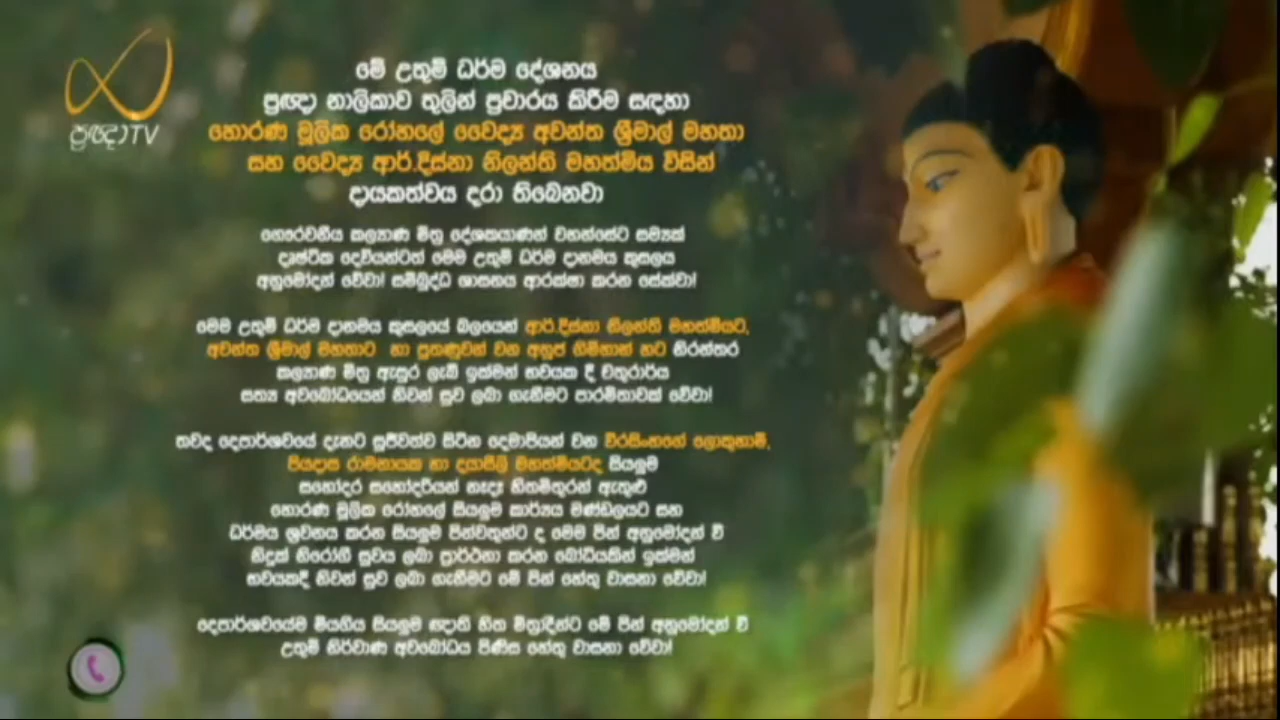 ප්‍රඥාTV
මේ උතුම් ධර්ම දේශනය
ප්‍රඥා නාලිකාව තුලින් ප්‍රචාරය කිරීම සඳහා
හොරණ මූලික රෝහලේ වෛද්‍ය අවන්ත ශ්‍රීමාල් මහතා
සහ වෛද්‍ය ආර්.දිස්නා නිලන්ති මහත්මිය විසින්
දායකත්වය දරා තිබෙනවා
ගෞරවනීය කල්‍යාණ මිත්‍ර දේශකයාණන් වහන්සේට සම්‍යක්
දෘෂ්ටික දෙවියන්ටත් මෙම උතුම් ධර්ම දානමය කුසලය
අනුමෝදන් වේවා! සම්බුද්ධ ශාසනය ආරක්ෂා කරන සේක්වා!
මෙම උතුම් ධර්ම දානමය කුසලයේ බලයෙන් ආර්.දිස්නා නිලන්ති මහත්මියට,
අවන්ත ශ්‍රීමාල් මහතාට හා පුතණුවන් වන අනුප් හිමිහාන් හට නිරන්තර
කල්‍යාණ මිත්‍ර ඇසුර ලැබී ඉක්මන් භවයක දී චතුරාර්ය
සත්‍ය අවබෝධයෙන් නිවන් සුව ලබා ගැනීමට පාරමිතාවක් වේවා!
තවද දෙපාර්ශවයේ දැනට සුජීවත්ව සිටින දෙමාපියන් වන වීරසිංහගේ ලොකුහාමි,
පියදාස රාමනායක හා දයාසීලී මහත්මියටද සියලුම
සහෝදර සහෝදරියන් නෑදෑ හිතමිතුරන් ඇතුළු
හොරණ මූලික රෝහලේ සියලුම කාර්යය මණ්ඩලයට සහ
ධර්මය ශ්‍රවනය කරන සියලුම පින්වතුන්ට ද මෙම පින් අනුමෝදන් වී
නිදුක් නිරෝගී සුවය ලබා ප්‍රාර්ථනා කරන බෝධියකින් ඉක්මන්
භවයකදී නිවන් සුව ලබා ගැනීමට මේ පින් හේතු වාසනා වේවා!
දෙපාර්ශවයේම මියගිය සියලුම ඥාති හිත මිත්‍රාදීන්ට මේ පින් අනුමෝදන් වී
උතුම් නිර්වාණ අවබෝධය පිණිස හේතු වාසනා වේවා!